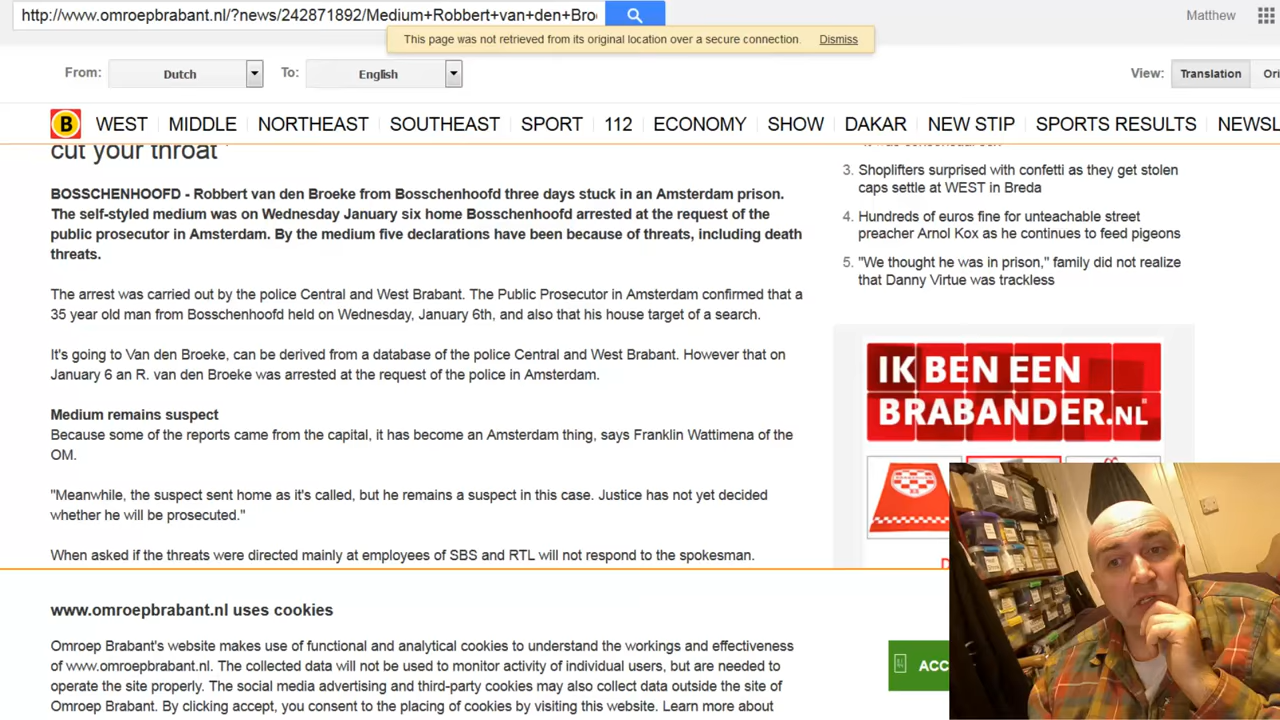 http://www.omroepbrabant.nl/?news/242871892/Medium+Robbert+van+den+Bro
Matthew
This page was not retrieved from its original location over a secure connection. Dismiss
From: Dutch To: English View: Translation Ori
B WEST MIDDLE NORTHEAST SOUTHEAST SPORT 112 ECONOMY SHOW DAKAR NEW STIP SPORTS RESULTS NEWSL
cut your throat
BOSSCHENHOOFD - Robbert van den Broeke from Bosschenhoofd three days stuck in an Amsterdam prison.
The self-styled medium was on Wednesday January six home Bosschenhoofd arrested at the request of the
public prosecutor in Amsterdam. By the medium five declarations have been because of threats, including death
threats.
The arrest was carried out by the police Central and West Brabant. The Public Prosecutor in Amsterdam confirmed that a
35 year old man from Bosschenhoofd held on Wednesday, January 6th, and also that his house target of a search.
It's going to Van den Broeke, can be derived from a database of the police Central and West Brabant. However that on
January 6 an R. van den Broeke was arrested at the request of the police in Amsterdam.
Medium remains suspect
Because some of the reports came from the capital, it has become an Amsterdam thing, says Franklin Wattimena of the
OM.
"Meanwhile, the suspect sent home as it's called, but he remains a suspect in this case. Justice has not yet decided
whether he will be prosecuted."
When asked if the threats were directed mainly at employees of SBS and RTL will not respond to the spokesman.
3. Shoplifters surprised with confetti as they get stolen
caps settle at WEST in Breda
4. Hundreds of euros fine for unteachable street
preacher Arnol Kox as he continues to feed pigeons
5. "We thought he was in prison," family did not realize
that Danny Virtue was trackless
IK BEN EEN
BRABANDER.NL
www.omroepbrabant.nl uses cookies
Omroep Brabant's website makes use of functional and analytical cookies to understand the workings and effectiveness
of www.omroepbrabant.nl. The collected data will not be used to monitor activity of individual users, but are needed to
operate the site properly. The social media advertising and third-party cookies may also collect data outside the site of
Omroep Brabant. By clicking accept, you consent to the placing of cookies by visiting this website. Learn more about
ACC